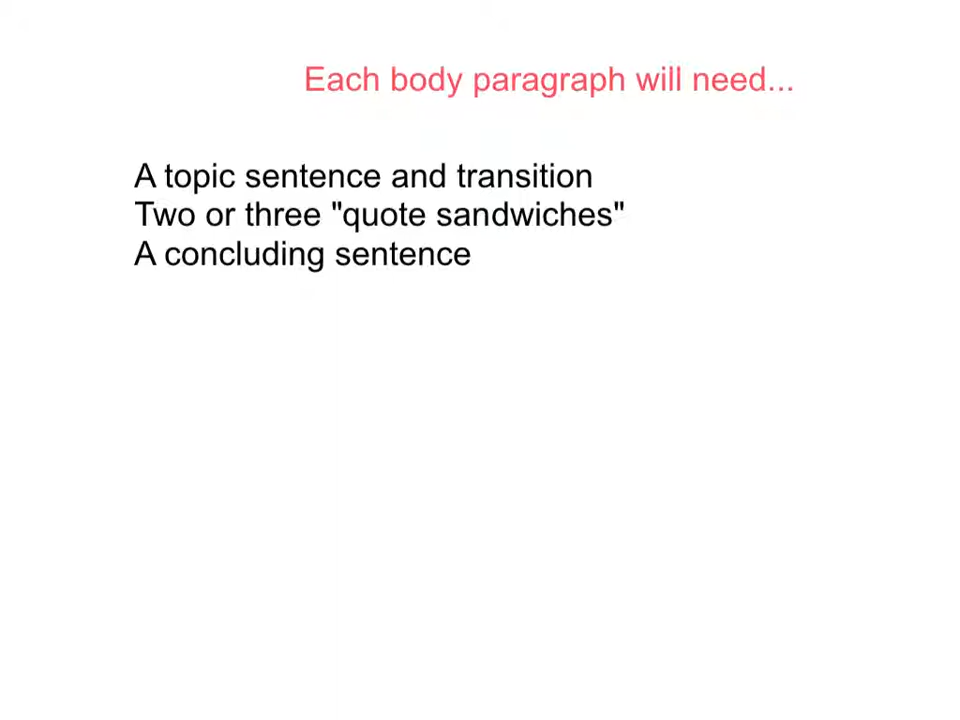 Each body paragraph will need...
A topic sentence and transition
Two or three "quote sandwiches"
A concluding sentence